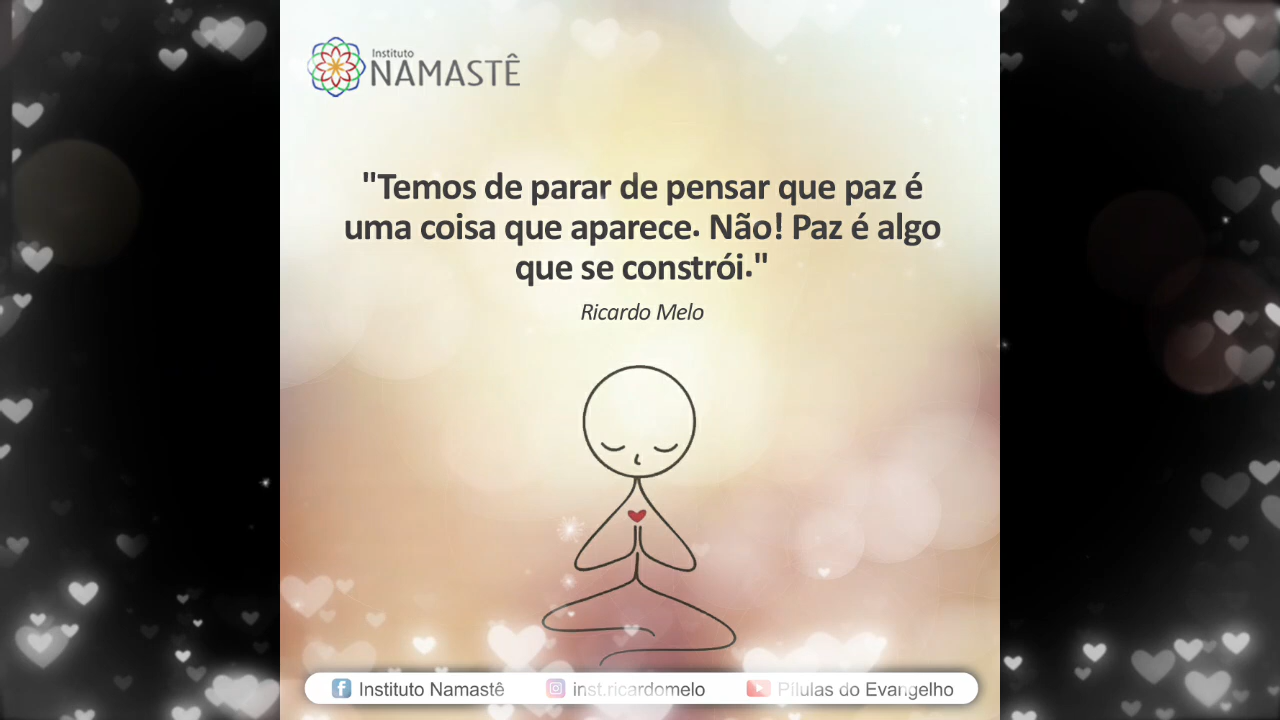 Instituto
NAMASTÊ
"Temos de parar de pensar que paz é
uma coisa que aparece. Não! Paz é algo
que se constrói."
Ricardo Melo
Instituto Namastê inst.ricardomelo Pílulas do Evangelho